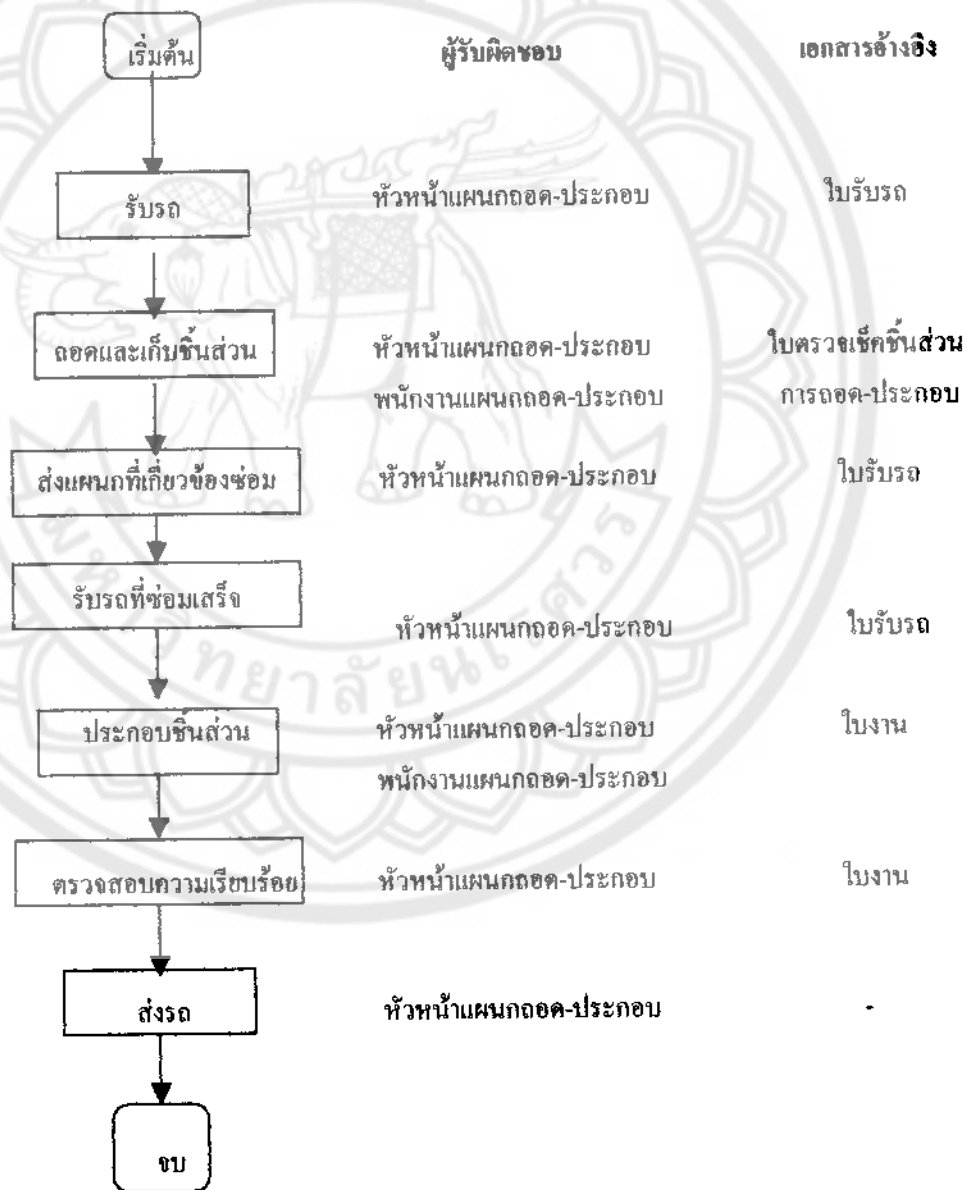 เริ่มต้น ผู้รับผิดชอบ เอกสารอ้างอิง
รับรถ หัวหน้าแผนกถอด-ประกอบ ใบรับรถ
ถอดและเก็บชิ้นส่วน หัวหน้าแผนกถอด-ประกอบ ใบตรวจเช็คชิ้นส่วน
พนักงานแผนกถอด-ประกอบ การถอด-ประกอบ
ส่งแผนกที่เกี่ยวข้องซ่อม หัวหน้าแผนกถอด-ประกอบ ใบรับรถ
รับรถที่ซ่อมเสร็จ
หัวหน้าแผนกถอด-ประกอบ ใบรับรถ
ประกอบชิ้นส่วน หัวหน้าแผนกถอด-ประกอบ ใบงาน
พนักงานแผนกถอด-ประกอบ
ตรวจสอบความเรียบร้อย หัวหน้าแผนกถอด-ประกอบ ใบงาน
ส่งรถ หัวหน้าแผนกถอด-ประกอบ -
จบ
มหาวิทยาลัยนเรศวร